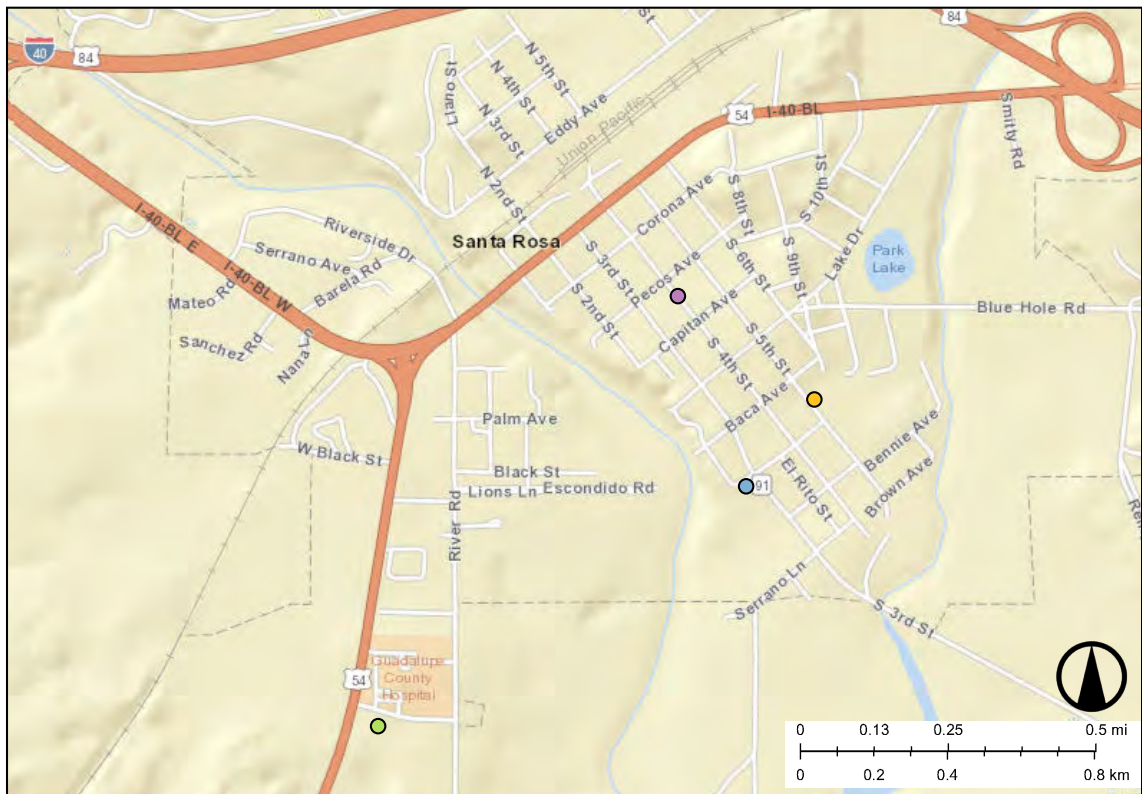 84
40
84
St
N 5th St
N 4th St
N 3rd St
Llano St
Eddy Ave
Union Pacific
54
I-40-BL
Smitty Rd
N 2nd St
Corona Ave
S 8th St
S 10th St
I-40-BL E
Riverside Dr
Santa Rosa
S 3rd St
S 6th St
S 9th St
Lake Dr
Park
Lake
Serrano Ave
I-40-BL W
Barela Rd
Mateo Rd
Pecos Ave
S 2nd St
Capitan Ave
Blue Hole Rd
Sanchez Rd
Nana Ln
S 4th St
S 5th St
Palm Ave
Baca Ave
Bennie Ave
W Black St
Black St
Lions Ln
Escondido Rd
91
El Rito St
Brown Ave
River Rd
Serrano Ln
S 3rd St
Guadalupe
County
Hospital
54
0 0.13 0.25 0.5 mi
0 0.2 0.4 0.8 km